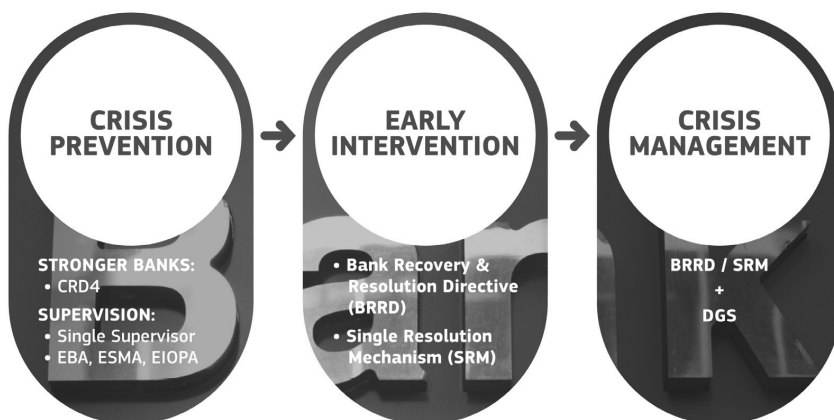 CRISIS
PREVENTION
STRONGER BANKS:
• CRD4
SUPERVISION:
• Single Supervisor
• EBA, ESMA, EIOPA
EARLY
INTERVENTION
• Bank Recovery &
Resolution Directive
(BRRD)
• Single Resolution
Mechanism (SRM)
CRISIS
MANAGEMENT
BRRD / SRM
+
DGS
Bank